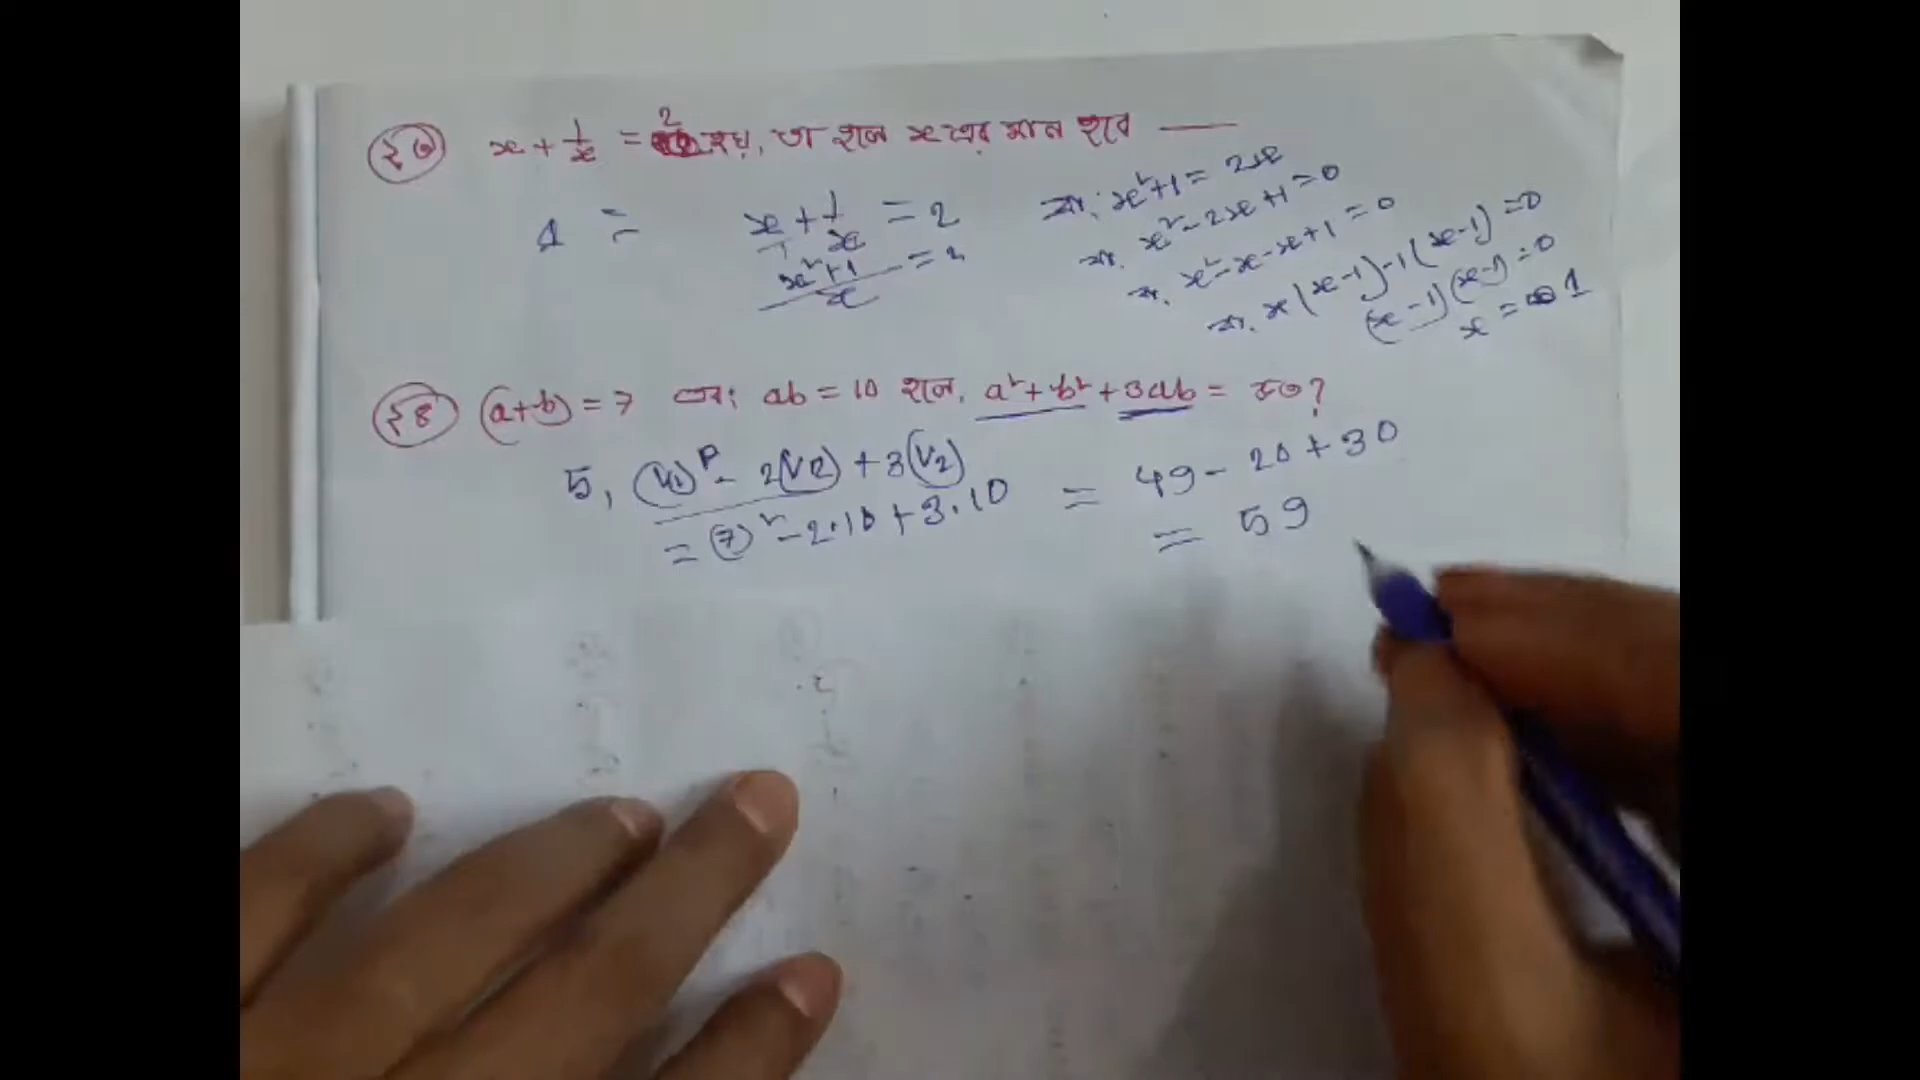 ২৩ x + 1/x = 2 হয়, তা হলে x এর মান হবে —
1 = x + 1/x = 2
(x²+1)/x = 2
বা, x²+1 = 2x
বা, x²-2x+1=0
বা, x²-x-x+1=0
বা, x(x-1)-1(x-1)=0
(x-1)(x-1)=0
x = 1
২৪ (a+b) = 7 এবং ab = 10 হলে, a²+b²+3ab = কত?
5,
= (7)² - 2·10 + 3·10 = 49 - 20 + 30
= 59